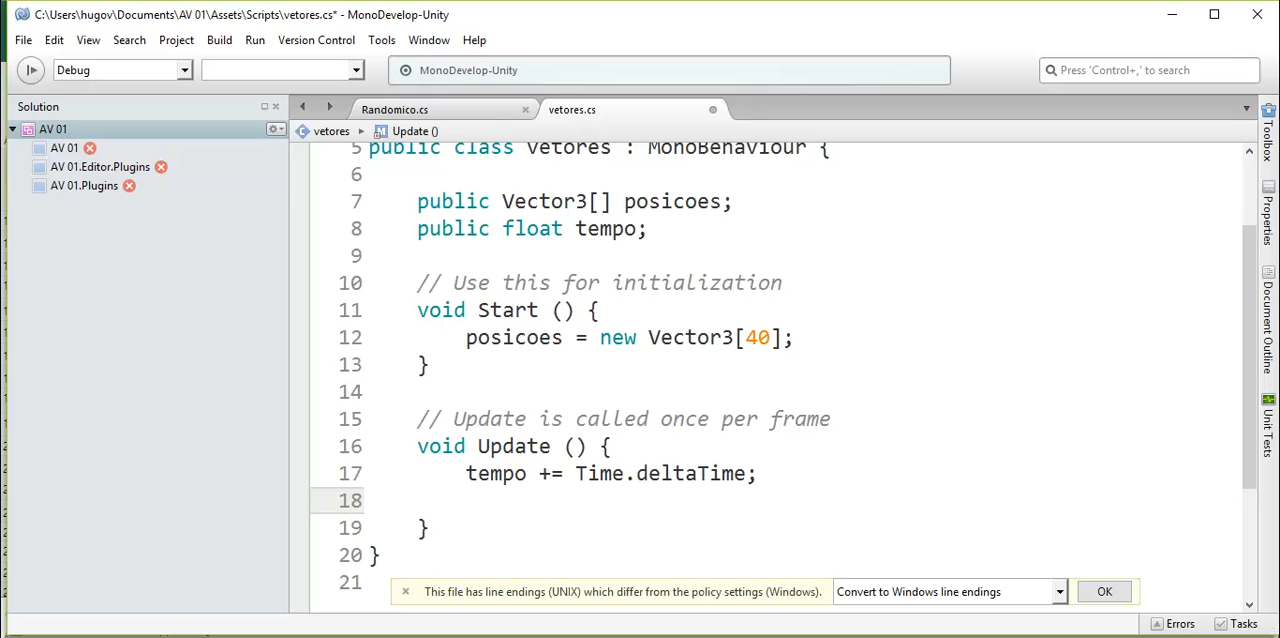 C:\Users\hugov\Documents\AV 01\Assets\Scripts\vetores.cs* - MonoDevelop-Unity
File Edit View Search Project Build Run Version Control Tools Window Help
Debug
MonoDevelop-Unity
Press 'Control+,' to search
Solution
AV 01
AV 01
AV 01.Editor.Plugins
AV 01.Plugins
Randomico.cs
vetores.cs
vetores
Update ()
5 public class vetores : MonoBehaviour {
6
7 public Vector3[] posicoes;
8 public float tempo;
9
10 // Use this for initialization
11 void Start () {
12 posicoes = new Vector3[40];
13 }
14
15 // Update is called once per frame
16 void Update () {
17 tempo += Time.deltaTime;
18
19 }
20 }
21
This file has line endings (UNIX) which differ from the policy settings (Windows).
Convert to Windows line endings
OK
Toolbox
Properties
Document Outline
Unit Tests
Errors
Tasks